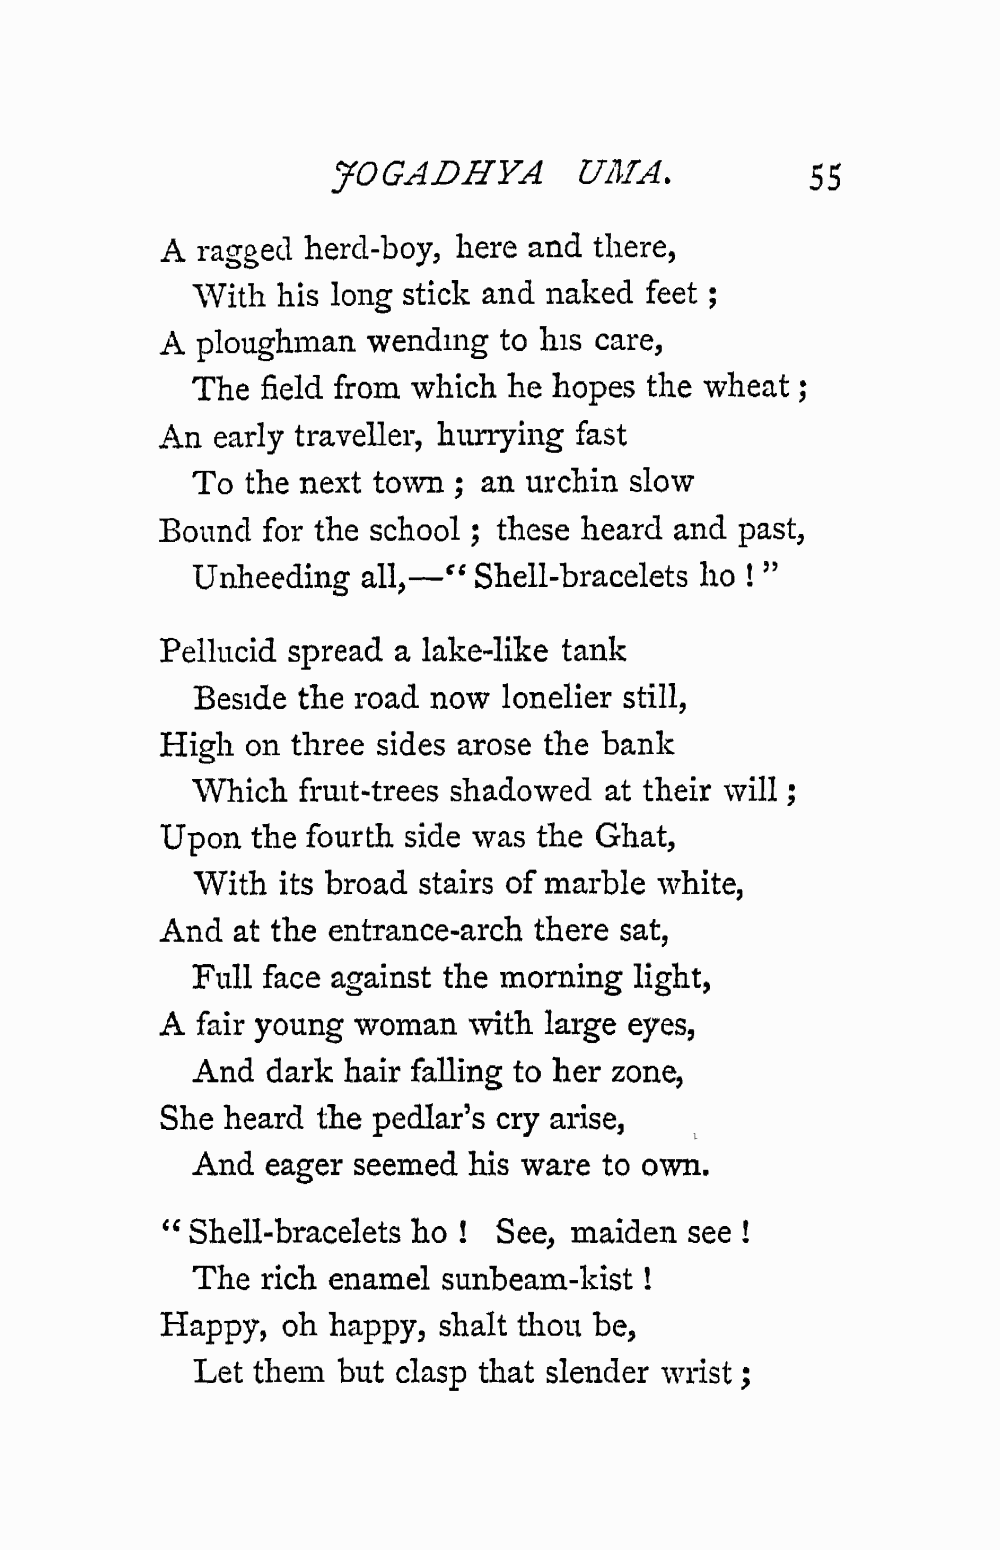 JOGADHYA UMA. 55
A ragged herd-boy, here and there,
With his long stick and naked feet ;
A ploughman wending to his care,
The field from which he hopes the wheat ;
An early traveller, hurrying fast
To the next town ; an urchin slow
Bound for the school ; these heard and past,
Unheeding all,—“ Shell-bracelets ho ! ”
Pellucid spread a lake-like tank
Beside the road now lonelier still,
High on three sides arose the bank
Which fruit-trees shadowed at their will ;
Upon the fourth side was the Ghat,
With its broad stairs of marble white,
And at the entrance-arch there sat,
Full face against the morning light,
A fair young woman with large eyes,
And dark hair falling to her zone,
She heard the pedlar’s cry arise,
And eager seemed his ware to own.
“ Shell-bracelets ho ! See, maiden see !
The rich enamel sunbeam-kist !
Happy, oh happy, shalt thou be,
Let them but clasp that slender wrist ;